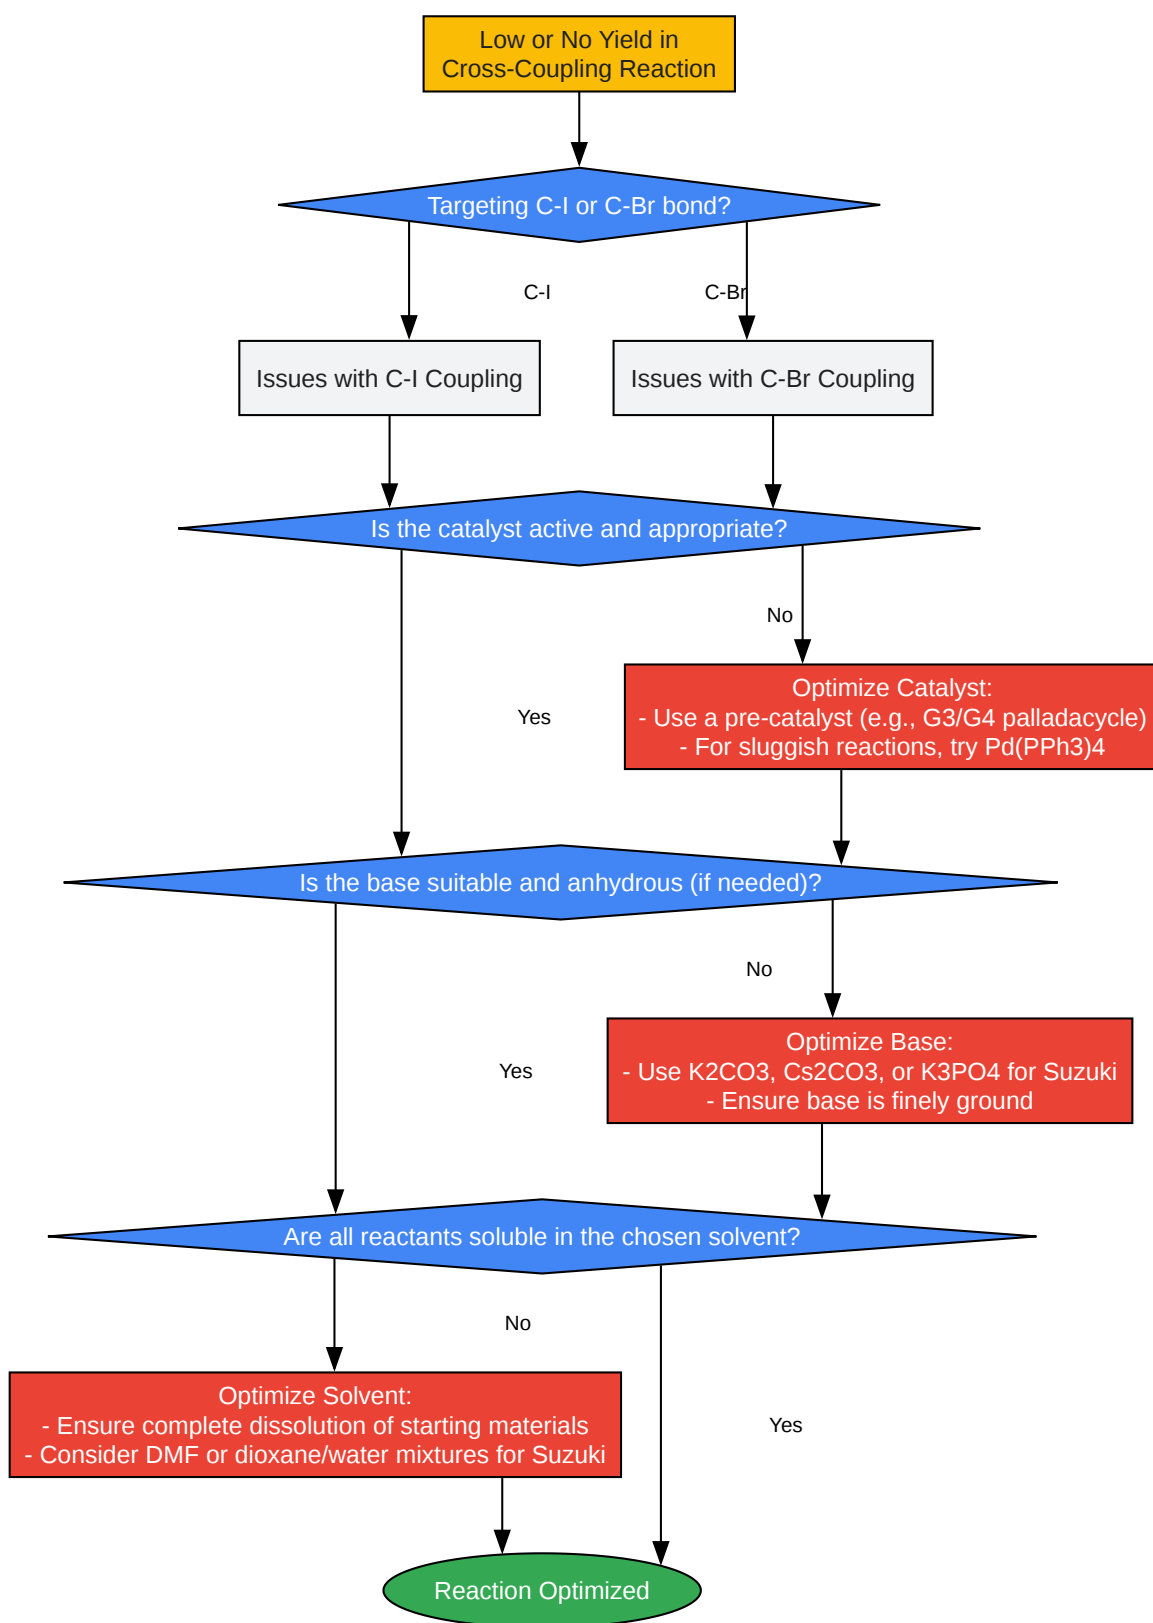 Low or No Yield in
Cross-Coupling Reaction
Targeting C-I or C-Br bond?
C-I
C-Br
Issues with C-I Coupling
Issues with C-Br Coupling
Is the catalyst active and appropriate?
No
Optimize Catalyst:
- Use a pre-catalyst (e.g., G3/G4 palladacycle)
- For sluggish reactions, try Pd(PPh3)4
Yes
Is the base suitable and anhydrous (if needed)?
No
Optimize Base:
- Use K2CO3, Cs2CO3, or K3PO4 for Suzuki
- Ensure base is finely ground
Yes
Are all reactants soluble in the chosen solvent?
No
Optimize Solvent:
- Ensure complete dissolution of starting materials
- Consider DMF or dioxane/water mixtures for Suzuki
Yes
Reaction Optimized